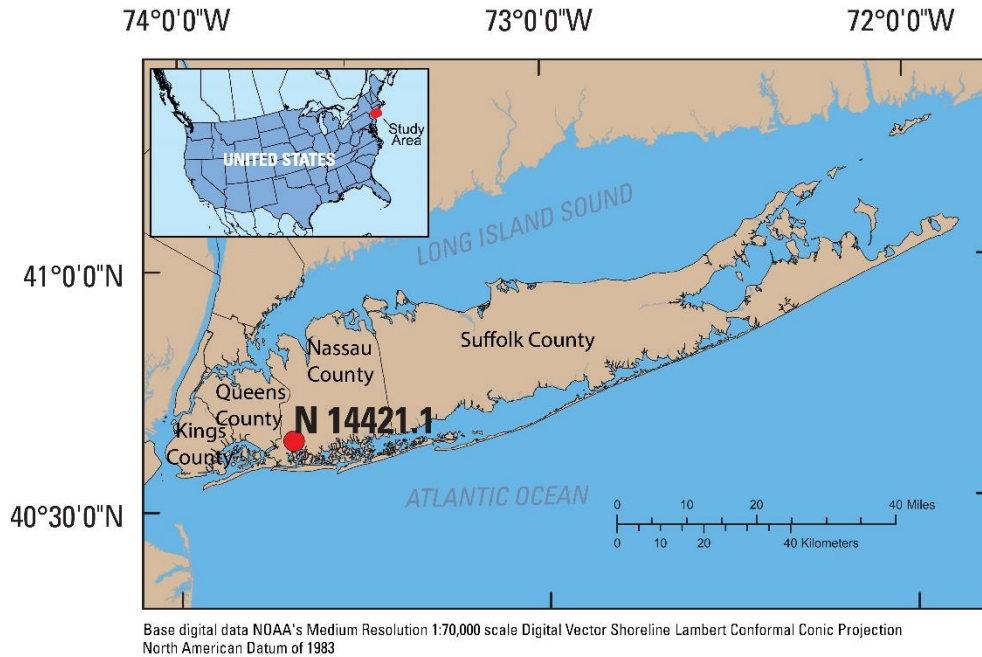 74°0'0"W
73°0'0"W
72°0'0"W
Study
Area
UNITED STATES
LONG ISLAND SOUND
41°0'0"N
Nassau
County
Suffolk County
Queens
County
N 14421.1
Kings
County
ATLANTIC OCEAN
0 10 20 40 Miles
0 10 20 40 Kilometers
40°30'0"N
Base digital data NOAA's Medium Resolution 1:70,000 scale Digital Vector Shoreline Lambert Conformal Conic Projection
North American Datum of 1983